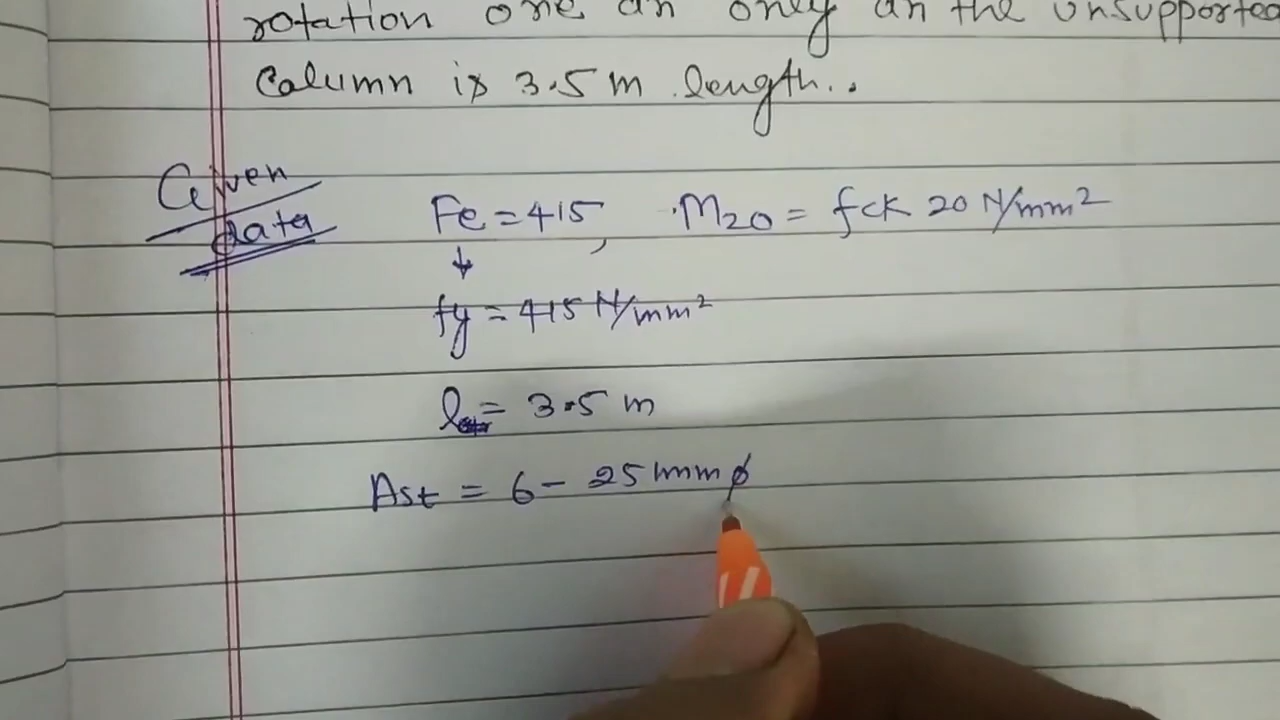 rotation one an only an the unsupported
Column is 3.5 m length..
Given
data
Fe = 415, M20 = fck 20 N/mm²
↓
fy = 415 N/mm²
l = 3.5 m
Ast = 6 - 25 mm ϕ